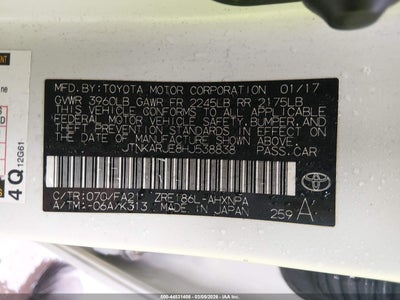 MFD.BY:TOYOTA MOTOR CORPORATION 01/17
GVWR 3960LB GAWR FR 2245LB RR 2175LB
THIS VEHICLE CONFORMS TO ALL APPLICABLE
FEDERAL MOTOR VEHICLE SAFETY, BUMPER, AND
THEFT PREVENTION STANDARDS IN EFFECT ON
THE DATE OF MANUFACTURE SHOWN ABOVE.
JTNKARJE8HJ538838 PASS.CAR
C/TR:070/FA21 ZRE186L-AHXNPA
A/TM:-06A/K313 MADE IN JAPAN 259 A
TOYOTA
4Q
12G61